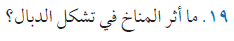 ١٩. ما أثر المناخ في تشكل الدبال؟